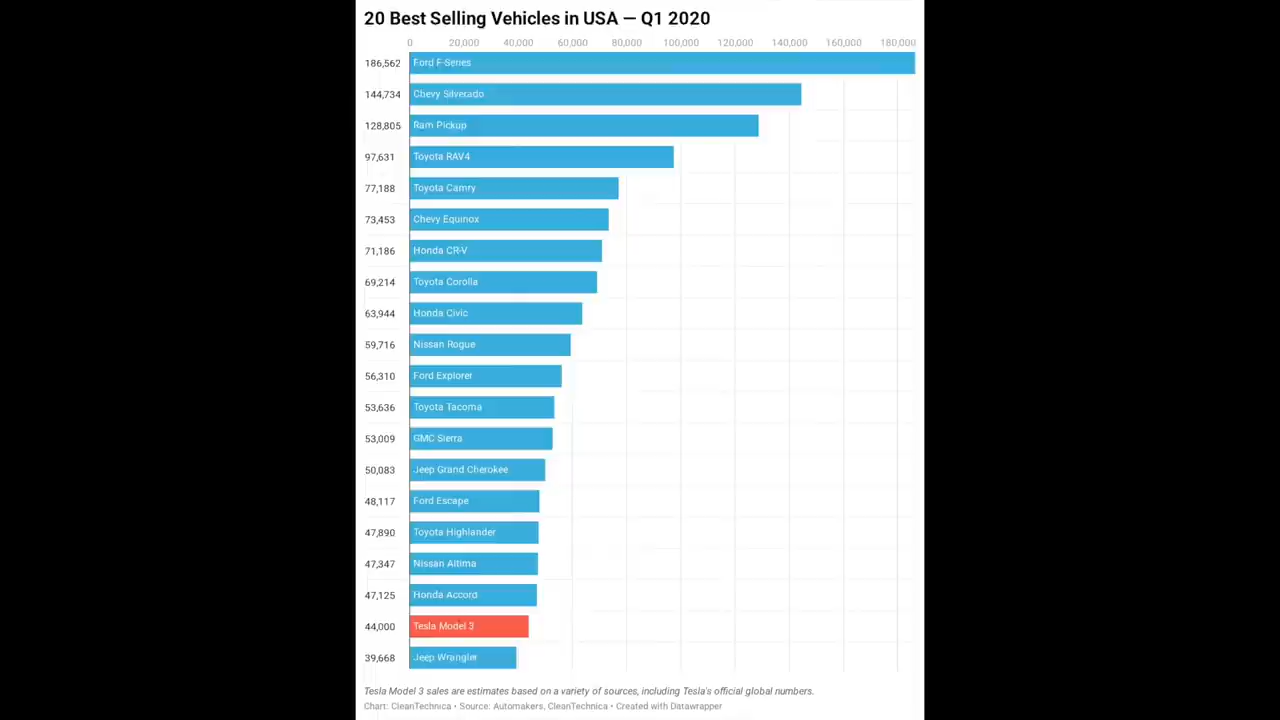 20 Best Selling Vehicles in USA — Q1 2020
0 20,000 40,000 60,000 80,000 100,000 120,000 140,000 160,000 180,000
186,562 Ford F-Series
144,734 Chevy Silverado
128,805 Ram Pickup
97,631 Toyota RAV4
77,188 Toyota Camry
73,453 Chevy Equinox
71,186 Honda CR-V
69,214 Toyota Corolla
63,944 Honda Civic
59,716 Nissan Rogue
56,310 Ford Explorer
53,636 Toyota Tacoma
53,009 GMC Sierra
50,083 Jeep Grand Cherokee
48,117 Ford Escape
47,890 Toyota Highlander
47,347 Nissan Altima
47,125 Honda Accord
44,000 Tesla Model 3
39,668 Jeep Wrangler
Tesla Model 3 sales are estimates based on a variety of sources, including Tesla's official global numbers.
Chart: CleanTechnica • Source: Automakers, CleanTechnica • Created with Datawrapper